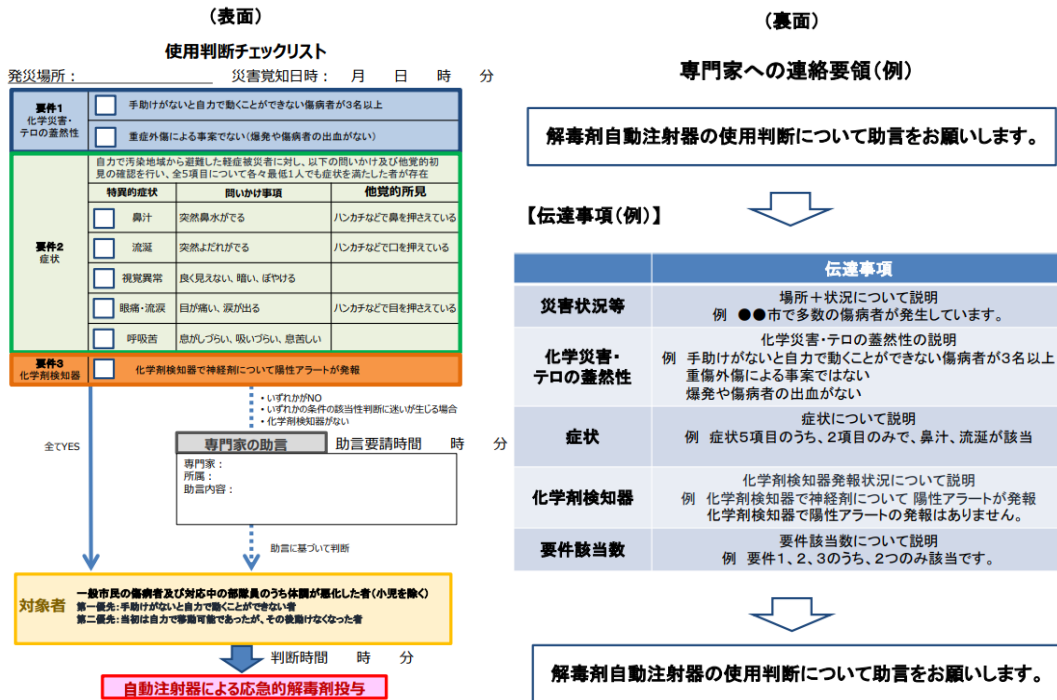 (表面)
使用判断チェックリスト
発災場所：　災害覚知日時：　月　日　時　分
要件1
化学災害・
テロの蓋然性
手助けがないと自力で動くことができない傷病者が3名以上
重症外傷による事案でない(爆発や傷病者の出血がない)
要件2
症状
自力で汚染地域から避難した軽症被災者に対し、以下の問いかけ及び他覚的初
見の確認を行い、全5項目について各々最低1人でも症状を満たした者が存在
特異的症状　問いかけ事項　他覚的所見
鼻汁　突然鼻水がでる　ハンカチなどで鼻を押さえている
流涎　突然よだれがでる　ハンカチなどで口を押えている
視覚異常　良く見えない、暗い、ぼやける
眼痛・流涙　目が痛い、涙が出る　ハンカチなどで目を押さえている
呼吸苦　息がしづらい、吸いづらい、息苦しい
要件3
化学剤検知器
化学剤検知器で神経剤について陽性アラートが発報
・いずれかがNO
・いずれかの条件の該当性判断に迷いが生じる場合
・化学剤検知器がない
全てYES
専門家の助言　助言要請時間　時　分
専門家：
所属：
助言内容：
助言に基づいて判断
対象者
一般市民の傷病者及び対応中の部隊員のうち体調が悪化した者(小児を除く)
第一優先：手助けがないと自力で動くことができない者
第二優先：当初は自力で移動可能であったが、その後動けなくなった者
判断時間　時　分
自動注射器による応急的解毒剤投与
(裏面)
専門家への連絡要領(例)
解毒剤自動注射器の使用判断について助言をお願いします。
【伝達事項(例)】
伝達事項
災害状況等
場所＋状況について説明
例　●●市で多数の傷病者が発生しています。
化学災害・
テロの蓋然性
化学災害・テロの蓋然性の説明
例　手助けがないと自力で動くことができない傷病者が3名以上
重傷外傷による事案ではない
爆発や傷病者の出血がない
症状
症状について説明
例　症状5項目のうち、2項目のみで、鼻汁、流涎が該当
化学剤検知器
化学剤検知器発報状況について説明
例　化学剤検知器で神経剤について 陽性アラートが発報
化学剤検知器で陽性アラートの発報はありません。
要件該当数
要件該当数について説明
例　要件1、2、3のうち、2つのみ該当です。
解毒剤自動注射器の使用判断について助言をお願いします。